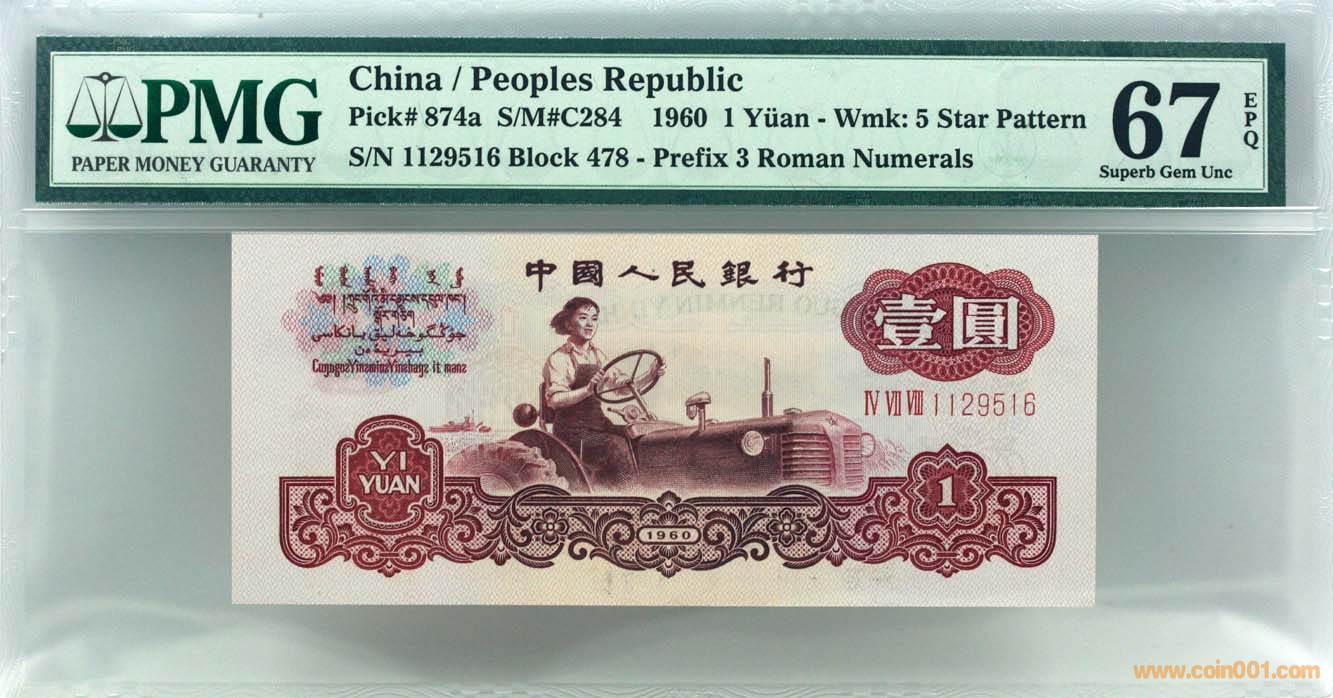 PMG
PAPER MONEY GUARANTY
China / Peoples Republic
Pick# 874a S/M#C284 1960 1 Yüan - Wmk: 5 Star Pattern
S/N 1129516 Block 478 - Prefix 3 Roman Numerals
67
EPQ
Superb Gem Unc
中國人民銀行
壹圓
Ⅳ Ⅶ Ⅷ 1129516
YI
YUAN
1960
1
www.coin001.com